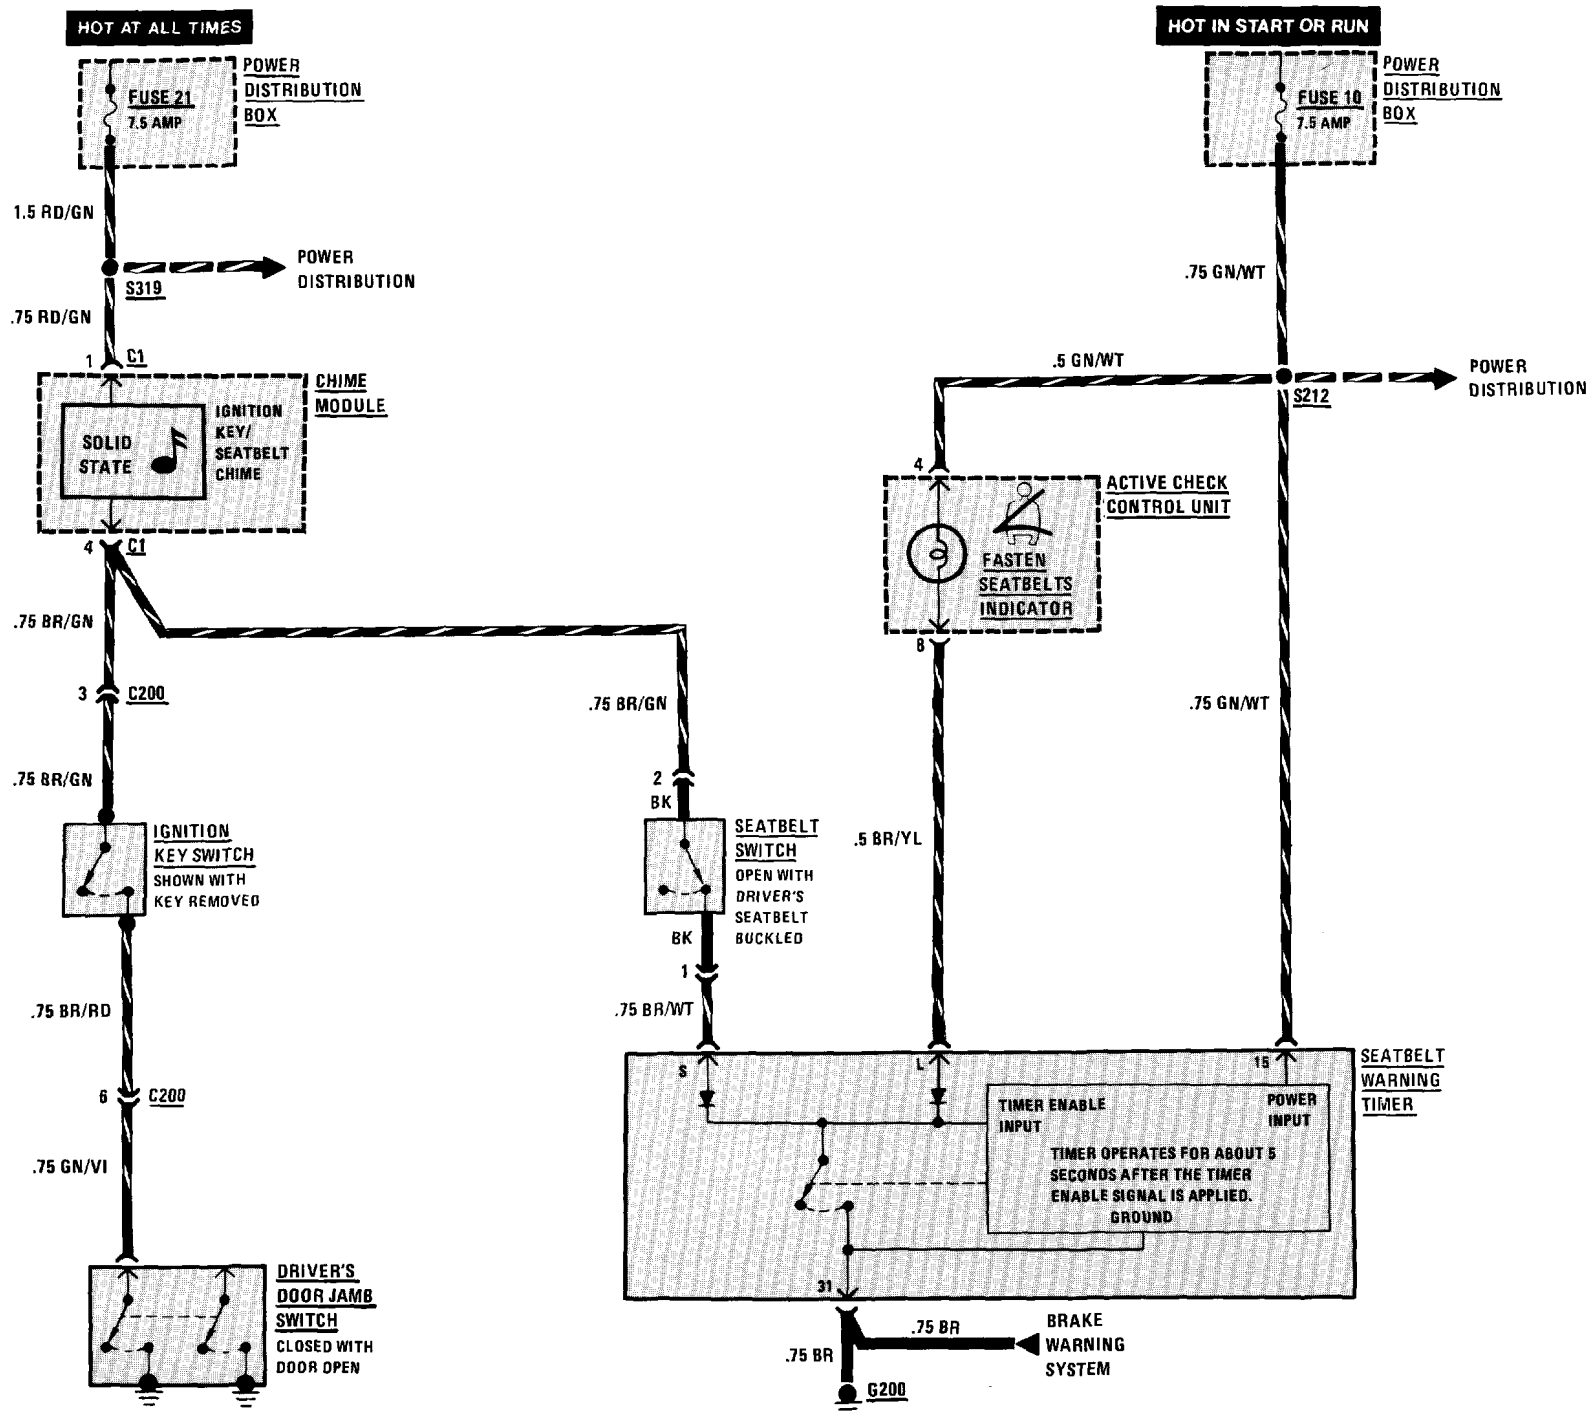 HOT AT ALL TIMES
HOT IN START OR RUN
POWER
DISTRIBUTION
BOX
FUSE 21
7.5 AMP
POWER
DISTRIBUTION
BOX
FUSE 10
7.5 AMP
1.5 RD/GN
POWER
DISTRIBUTION
S319
.75 RD/GN
1 C1
.75 GN/WT
.5 GN/WT
POWER
DISTRIBUTION
S212
CHIME
MODULE
IGNITION
KEY/
SEATBELT
CHIME
SOLID
STATE
4 C1
4
ACTIVE CHECK
CONTROL UNIT
FASTEN
SEATBELTS
INDICATOR
8
.75 BR/GN
3 C200
.75 BR/GN
.75 BR/GN
.75 GN/WT
2
BK
IGNITION
KEY SWITCH
SHOWN WITH
KEY REMOVED
SEATBELT
SWITCH
OPEN WITH
DRIVER'S
SEATBELT
BUCKLED
.5 BR/YL
BK
1
.75 BR/RD
.75 BR/WT
6 C200
S
L
15
SEATBELT
WARNING
TIMER
TIMER ENABLE
INPUT
POWER
INPUT
TIMER OPERATES FOR ABOUT 5
SECONDS AFTER THE TIMER
ENABLE SIGNAL IS APPLIED.
GROUND
.75 GN/VI
31
DRIVER'S
DOOR JAMB
SWITCH
CLOSED WITH
DOOR OPEN
.75 BR
BRAKE
WARNING
SYSTEM
.75 BR
G200